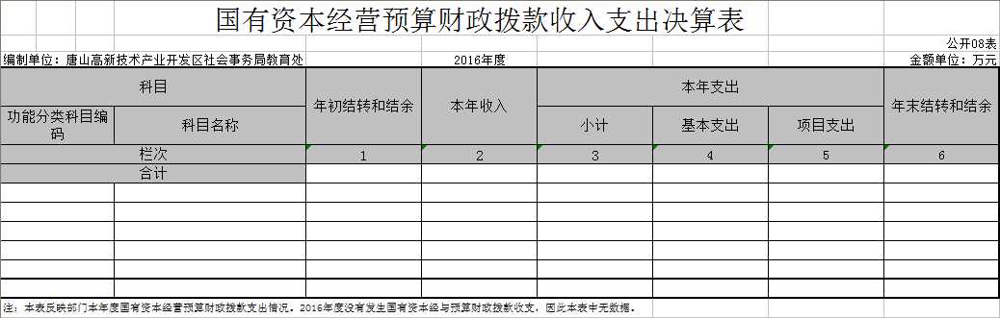 国有资本经营预算财政拨款收入支出决算表
公开08表
编制单位：唐山高新技术产业开发区社会事务局教育处 2016年度 金额单位：万元
科目 年初结转和结余 本年收入 本年支出 年末结转和结余
功能分类科目编
码 科目名称 小计 基本支出 项目支出
栏次 1 2 3 4 5 6
合计
注：本表反映部门本年度国有资本经营预算财政拨款支出情况。2016年度没有发生国有资本经与预算财政拨款收支，因此本表中无数据。